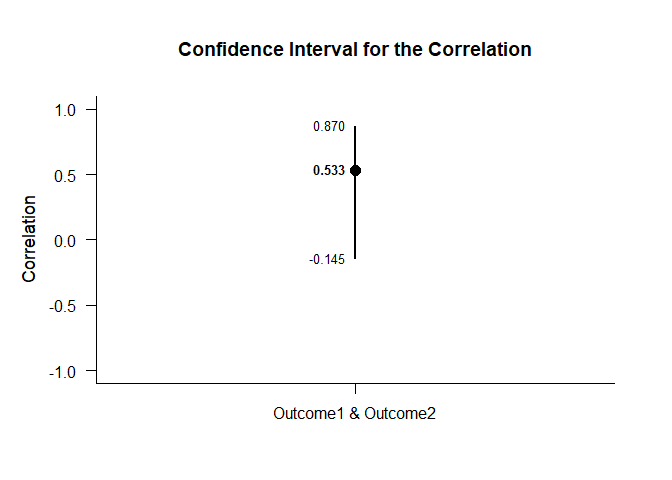 Confidence Interval for the Correlation
Correlation
1.0
0.5
0.0
-0.5
-1.0
0.870
0.533
-0.145
Outcome1 & Outcome2